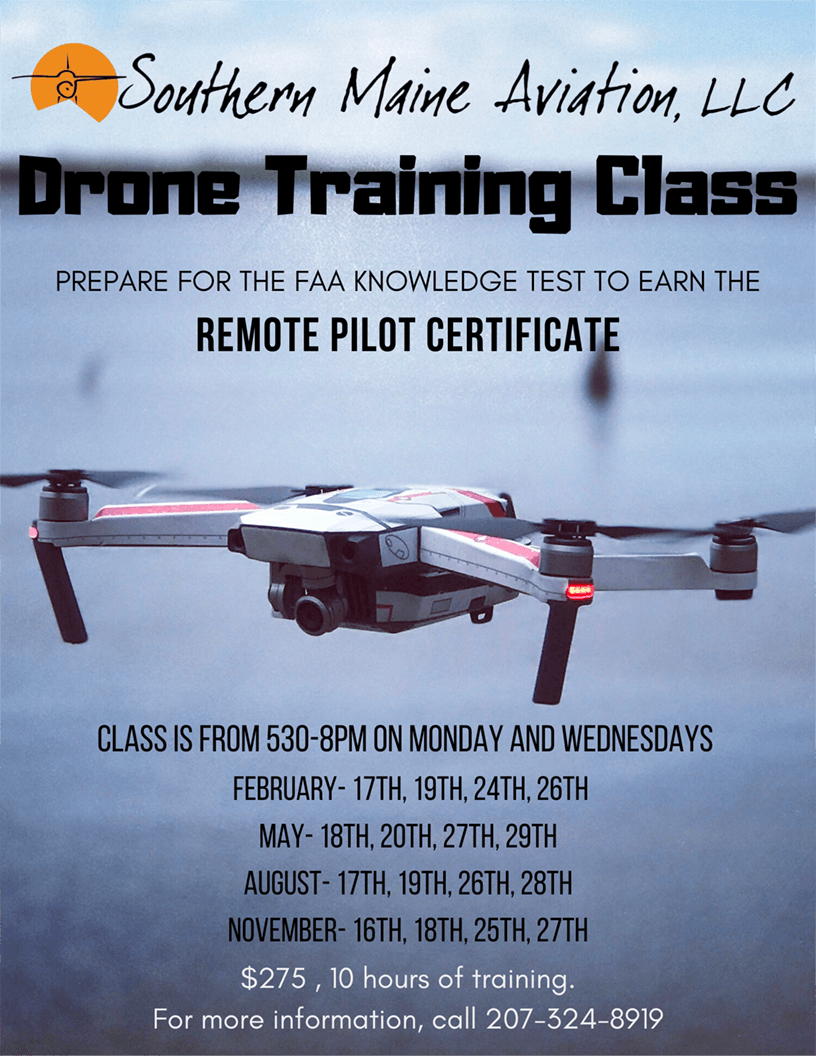 Southern Maine Aviation, LLC
Drone Training Class
PREPARE FOR THE FAA KNOWLEDGE TEST TO EARN THE
REMOTE PILOT CERTIFICATE
CLASS IS FROM 530-8PM ON MONDAY AND WEDNESDAYS
FEBRUARY- 17TH, 19TH, 24TH, 26TH
MAY- 18TH, 20TH, 27TH, 29TH
AUGUST- 17TH, 19TH, 26TH, 28TH
NOVEMBER- 16TH, 18TH, 25TH, 27TH
$275 , 10 hours of training.
For more information, call 207-324-8919